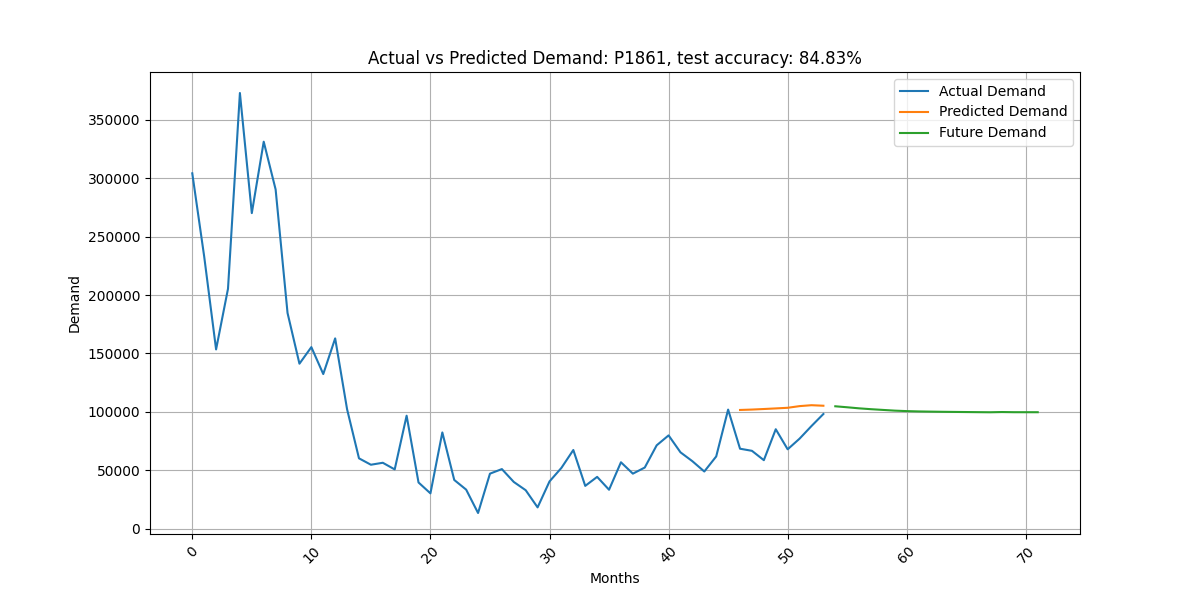 Actual vs Predicted Demand: P1861, test accuracy: 84.83%
Actual Demand
Predicted Demand
Future Demand
Demand
350000
300000
250000
200000
150000
100000
50000
0
0 10 20 30 40 50 60 70
Months